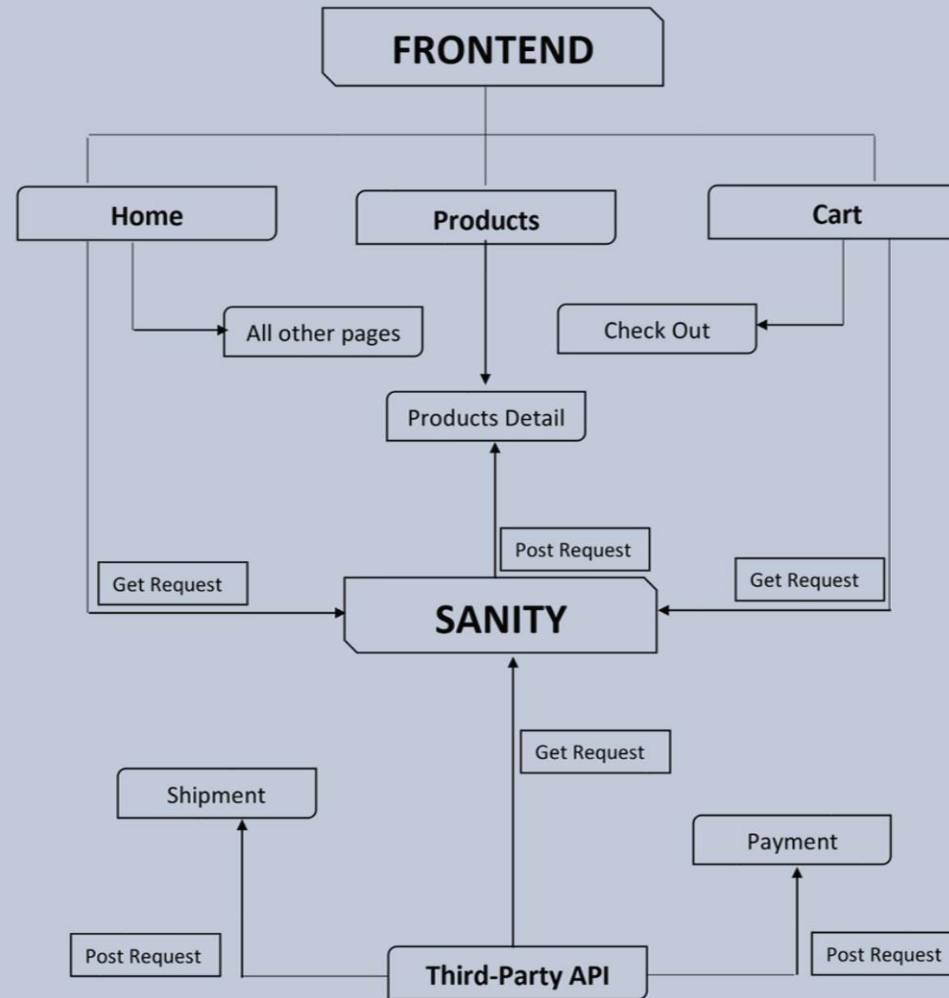 FRONTEND
Home
Products
Cart
All other pages
Check Out
Products Detail
Post Request
Get Request
Get Request
SANITY
Get Request
Shipment
Payment
Post Request
Third-Party API
Post Request